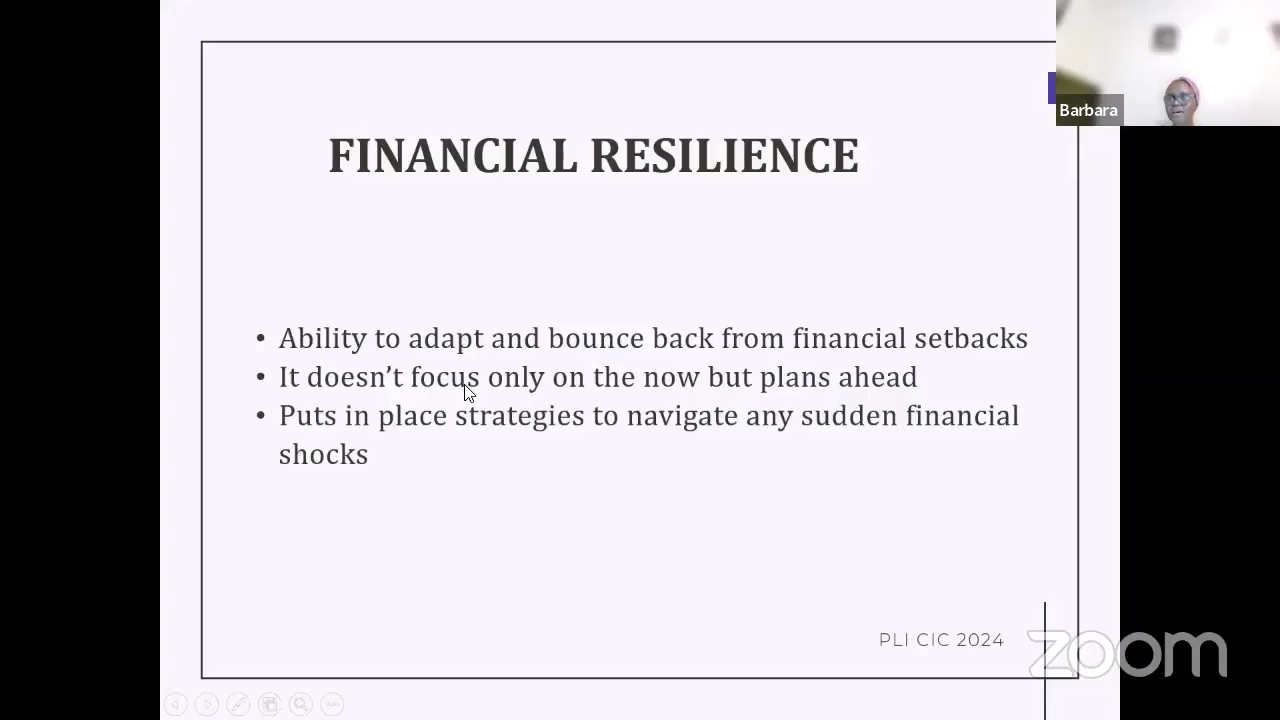 Barbara
FINANCIAL RESILIENCE
• Ability to adapt and bounce back from financial setbacks
• It doesn’t focus only on the now but plans ahead
• Puts in place strategies to navigate any sudden financial
shocks
PLI CIC 2024
zoom